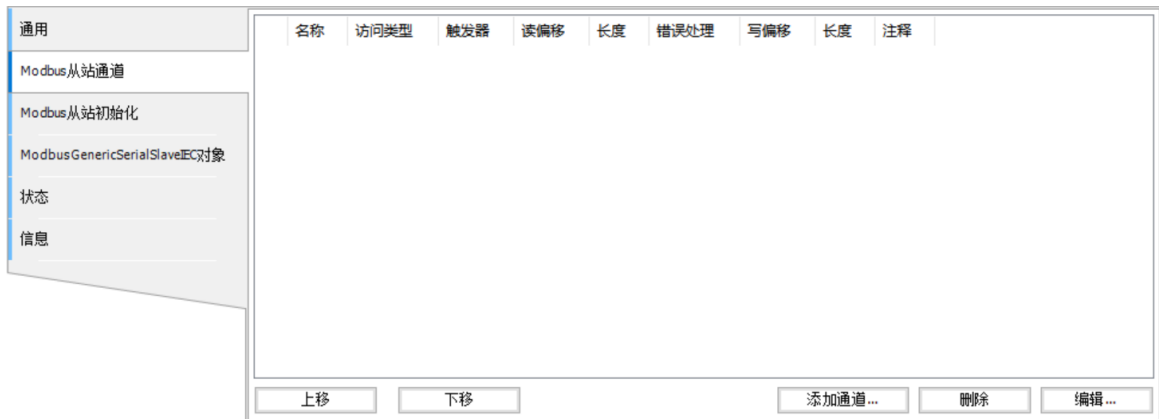 通用
Modbus从站通道
Modbus从站初始化
ModbusGenericSerialSlaveIEC对象
状态
信息
名称 访问类型 触发器 读偏移 长度 错误处理 写偏移 长度 注释
上移 下移 添加通道... 删除 编辑...